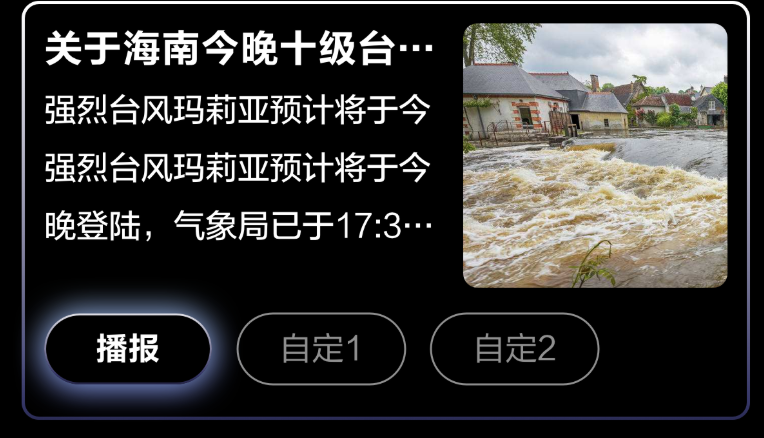 关于海南今晚十级台…
强烈台风玛莉亚预计将于今
强烈台风玛莉亚预计将于今
晚登陆，气象局已于17:3…
播报
自定1
自定2